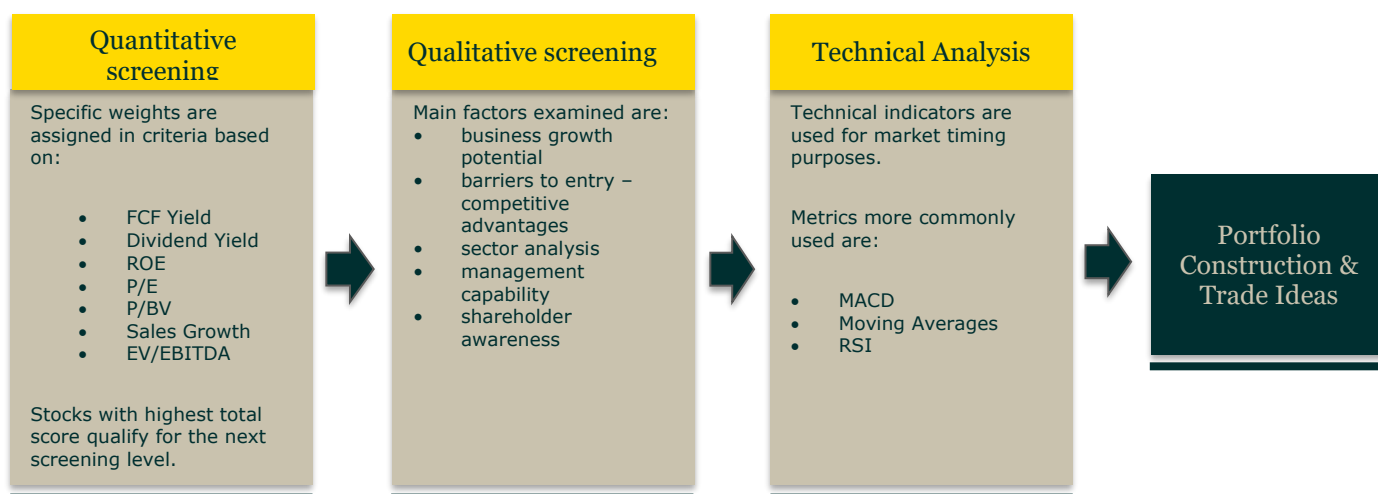 Quantitative
screening
Specific weights are
assigned in criteria based
on:
• FCF Yield
• Dividend Yield
• ROE
• P/E
• P/BV
• Sales Growth
• EV/EBITDA
Stocks with highest total
score qualify for the next
screening level.
Qualitative screening
Main factors examined are:
• business growth
potential
• barriers to entry –
competitive
advantages
• sector analysis
• management
capability
• shareholder
awareness
Technical Analysis
Technical indicators are
used for market timing
purposes.
Metrics more commonly
used are:
• MACD
• Moving Averages
• RSI
Portfolio
Construction &
Trade Ideas